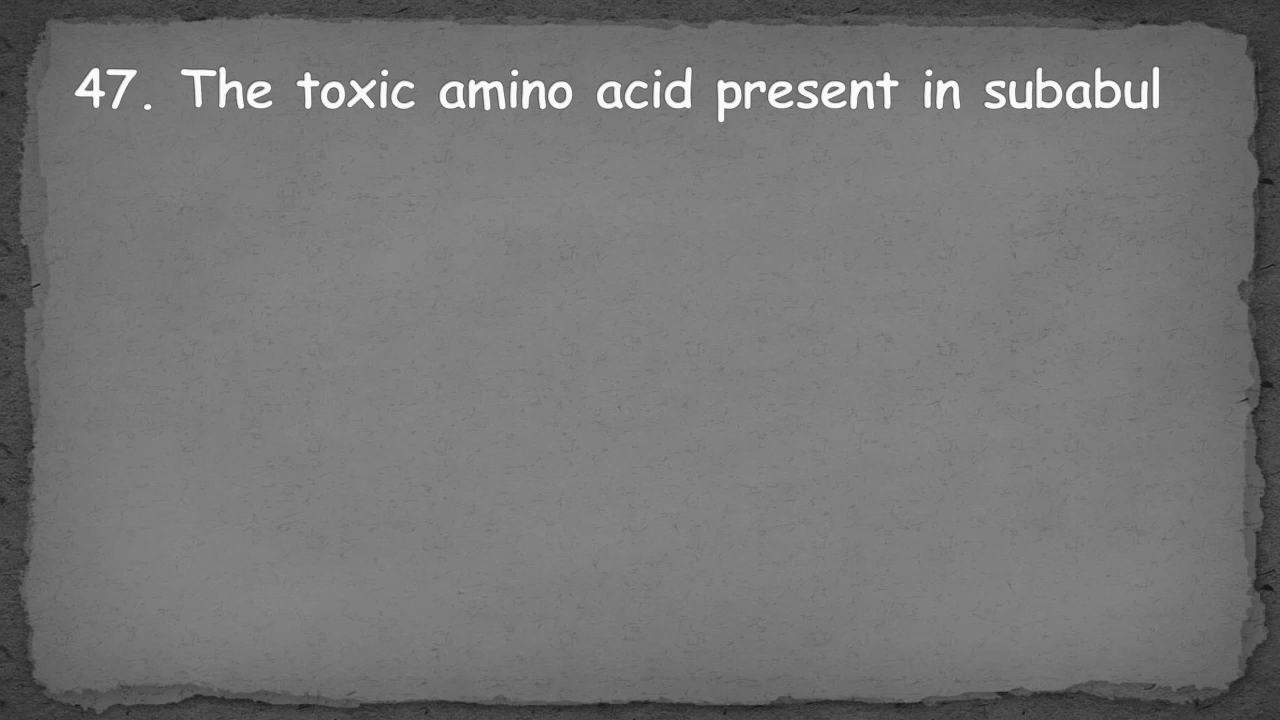 47. The toxic amino acid present in subabul